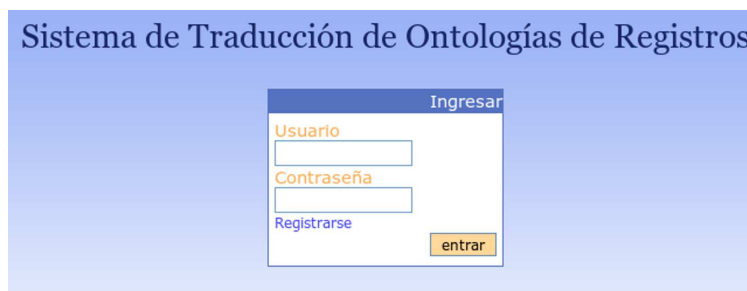 Sistema de Traducción de Ontologías de Registros
Ingresar
Usuario
Contraseña
Registrarse
entrar